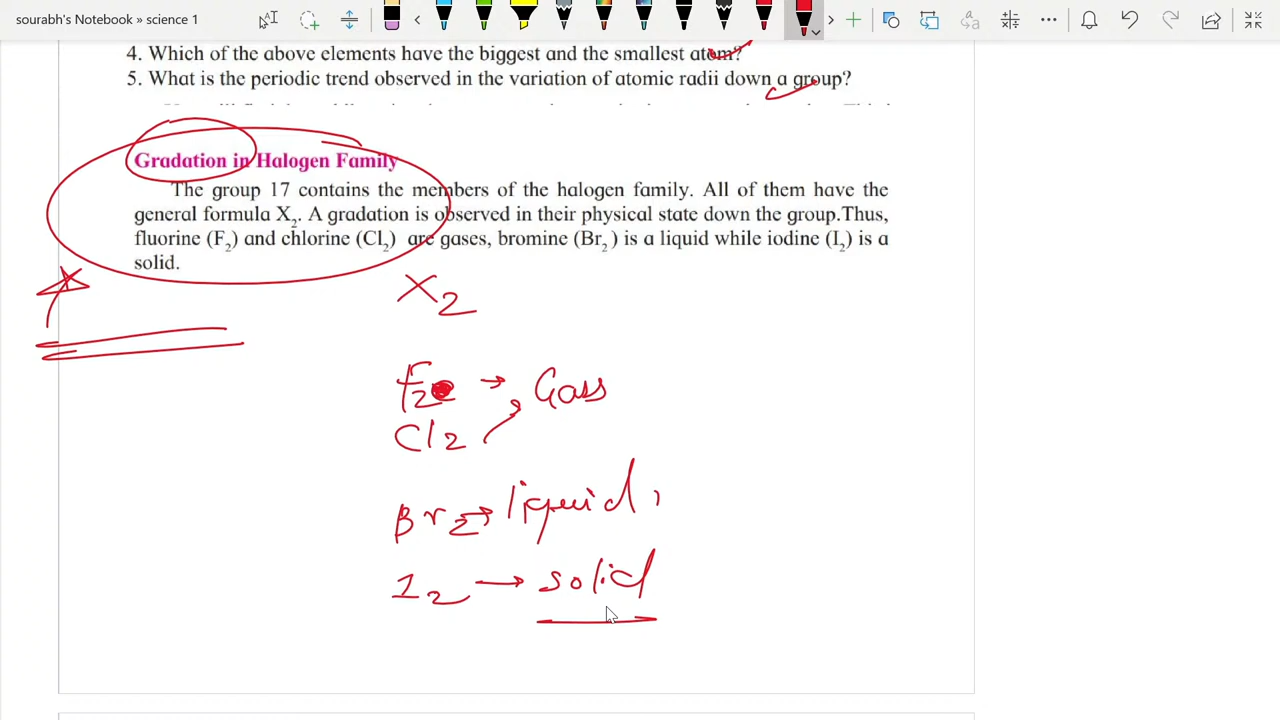 sourabh's Notebook » science 1
4. Which of the above elements have the biggest and the smallest atom?
5. What is the periodic trend observed in the variation of atomic radii down a group?
Gradation in Halogen Family
The group 17 contains the members of the halogen family. All of them have the
general formula X₂. A gradation is observed in their physical state down the group.Thus,
fluorine (F₂) and chlorine (Cl₂) are gases, bromine (Br₂) is a liquid while iodine (I₂) is a
solid.
X₂
F₂ → Gass
Cl₂
Br₂ → liquid,
I₂ → solid